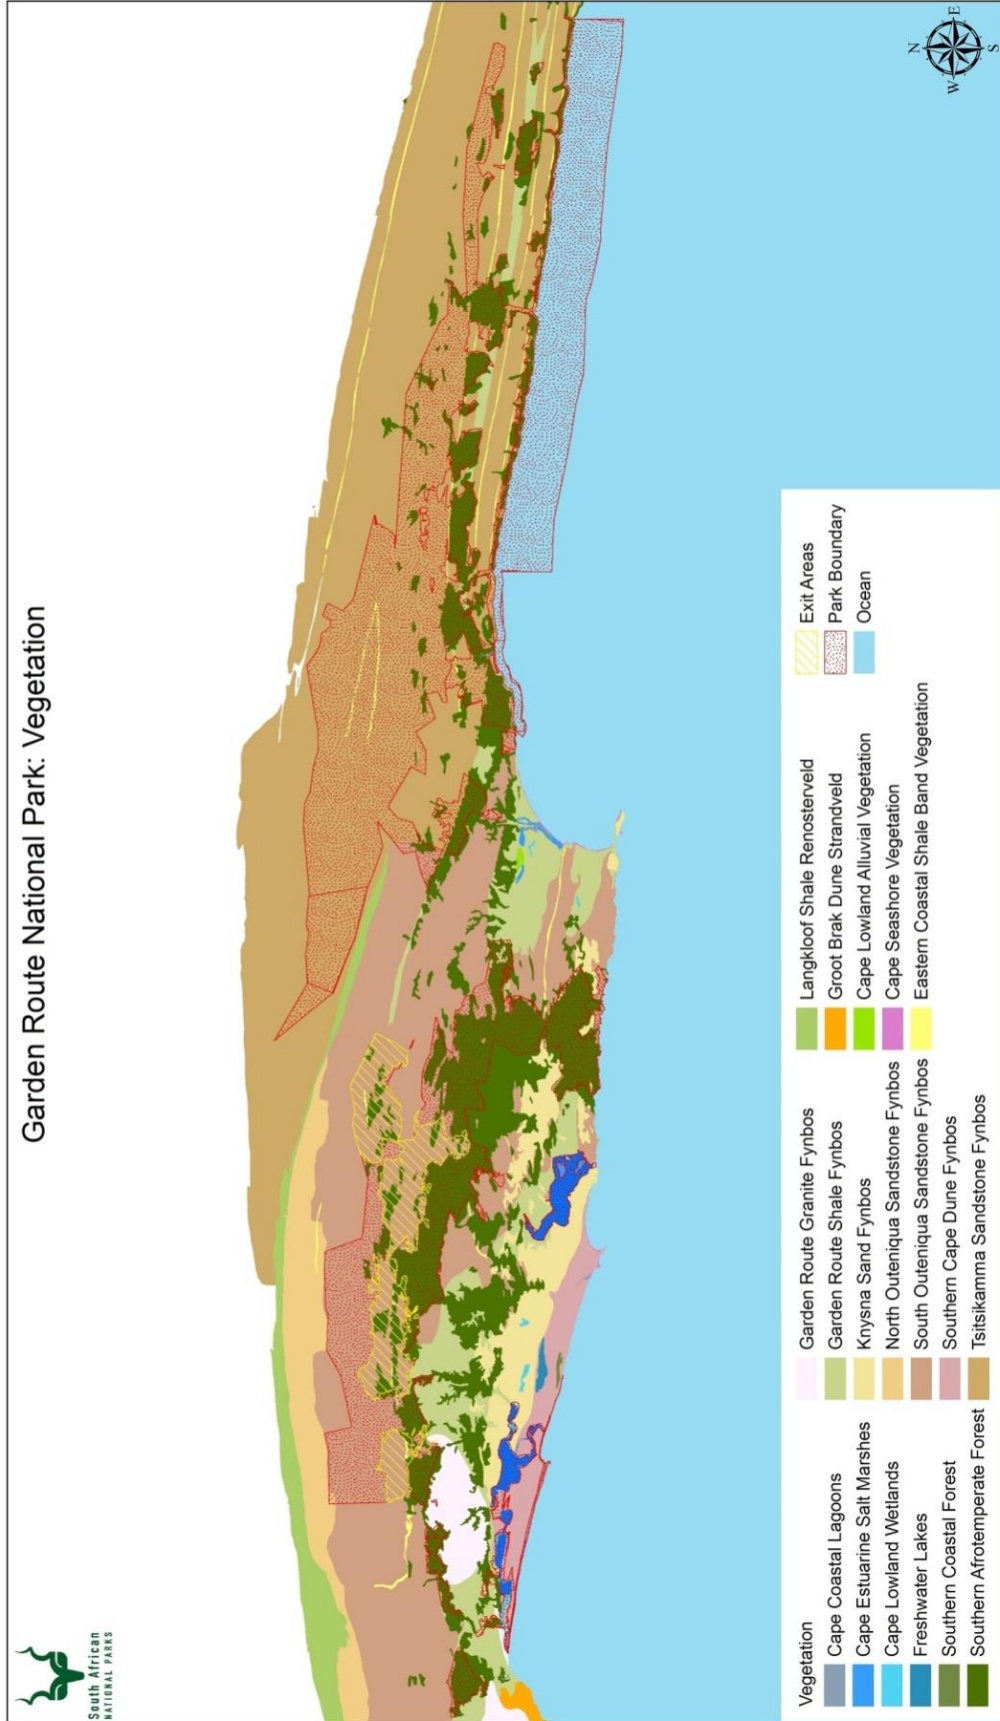 Garden Route National Park: Vegetation
South African
NATIONAL PARKS
N
W
E
S
Vegetation
Cape Coastal Lagoons
Cape Estuarine Salt Marshes
Cape Lowland Wetlands
Freshwater Lakes
Southern Coastal Forest
Southern Afrotemperate Forest
Garden Route Granite Fynbos
Garden Route Shale Fynbos
Knysna Sand Fynbos
North Outeniqua Sandstone Fynbos
South Outeniqua Sandstone Fynbos
Southern Cape Dune Fynbos
Tsitsikamma Sandstone Fynbos
Langkloof Shale Renosterveld
Groot Brak Dune Strandveld
Cape Lowland Alluvial Vegetation
Cape Seashore Vegetation
Eastern Coastal Shale Band Vegetation
Exit Areas
Park Boundary
Ocean